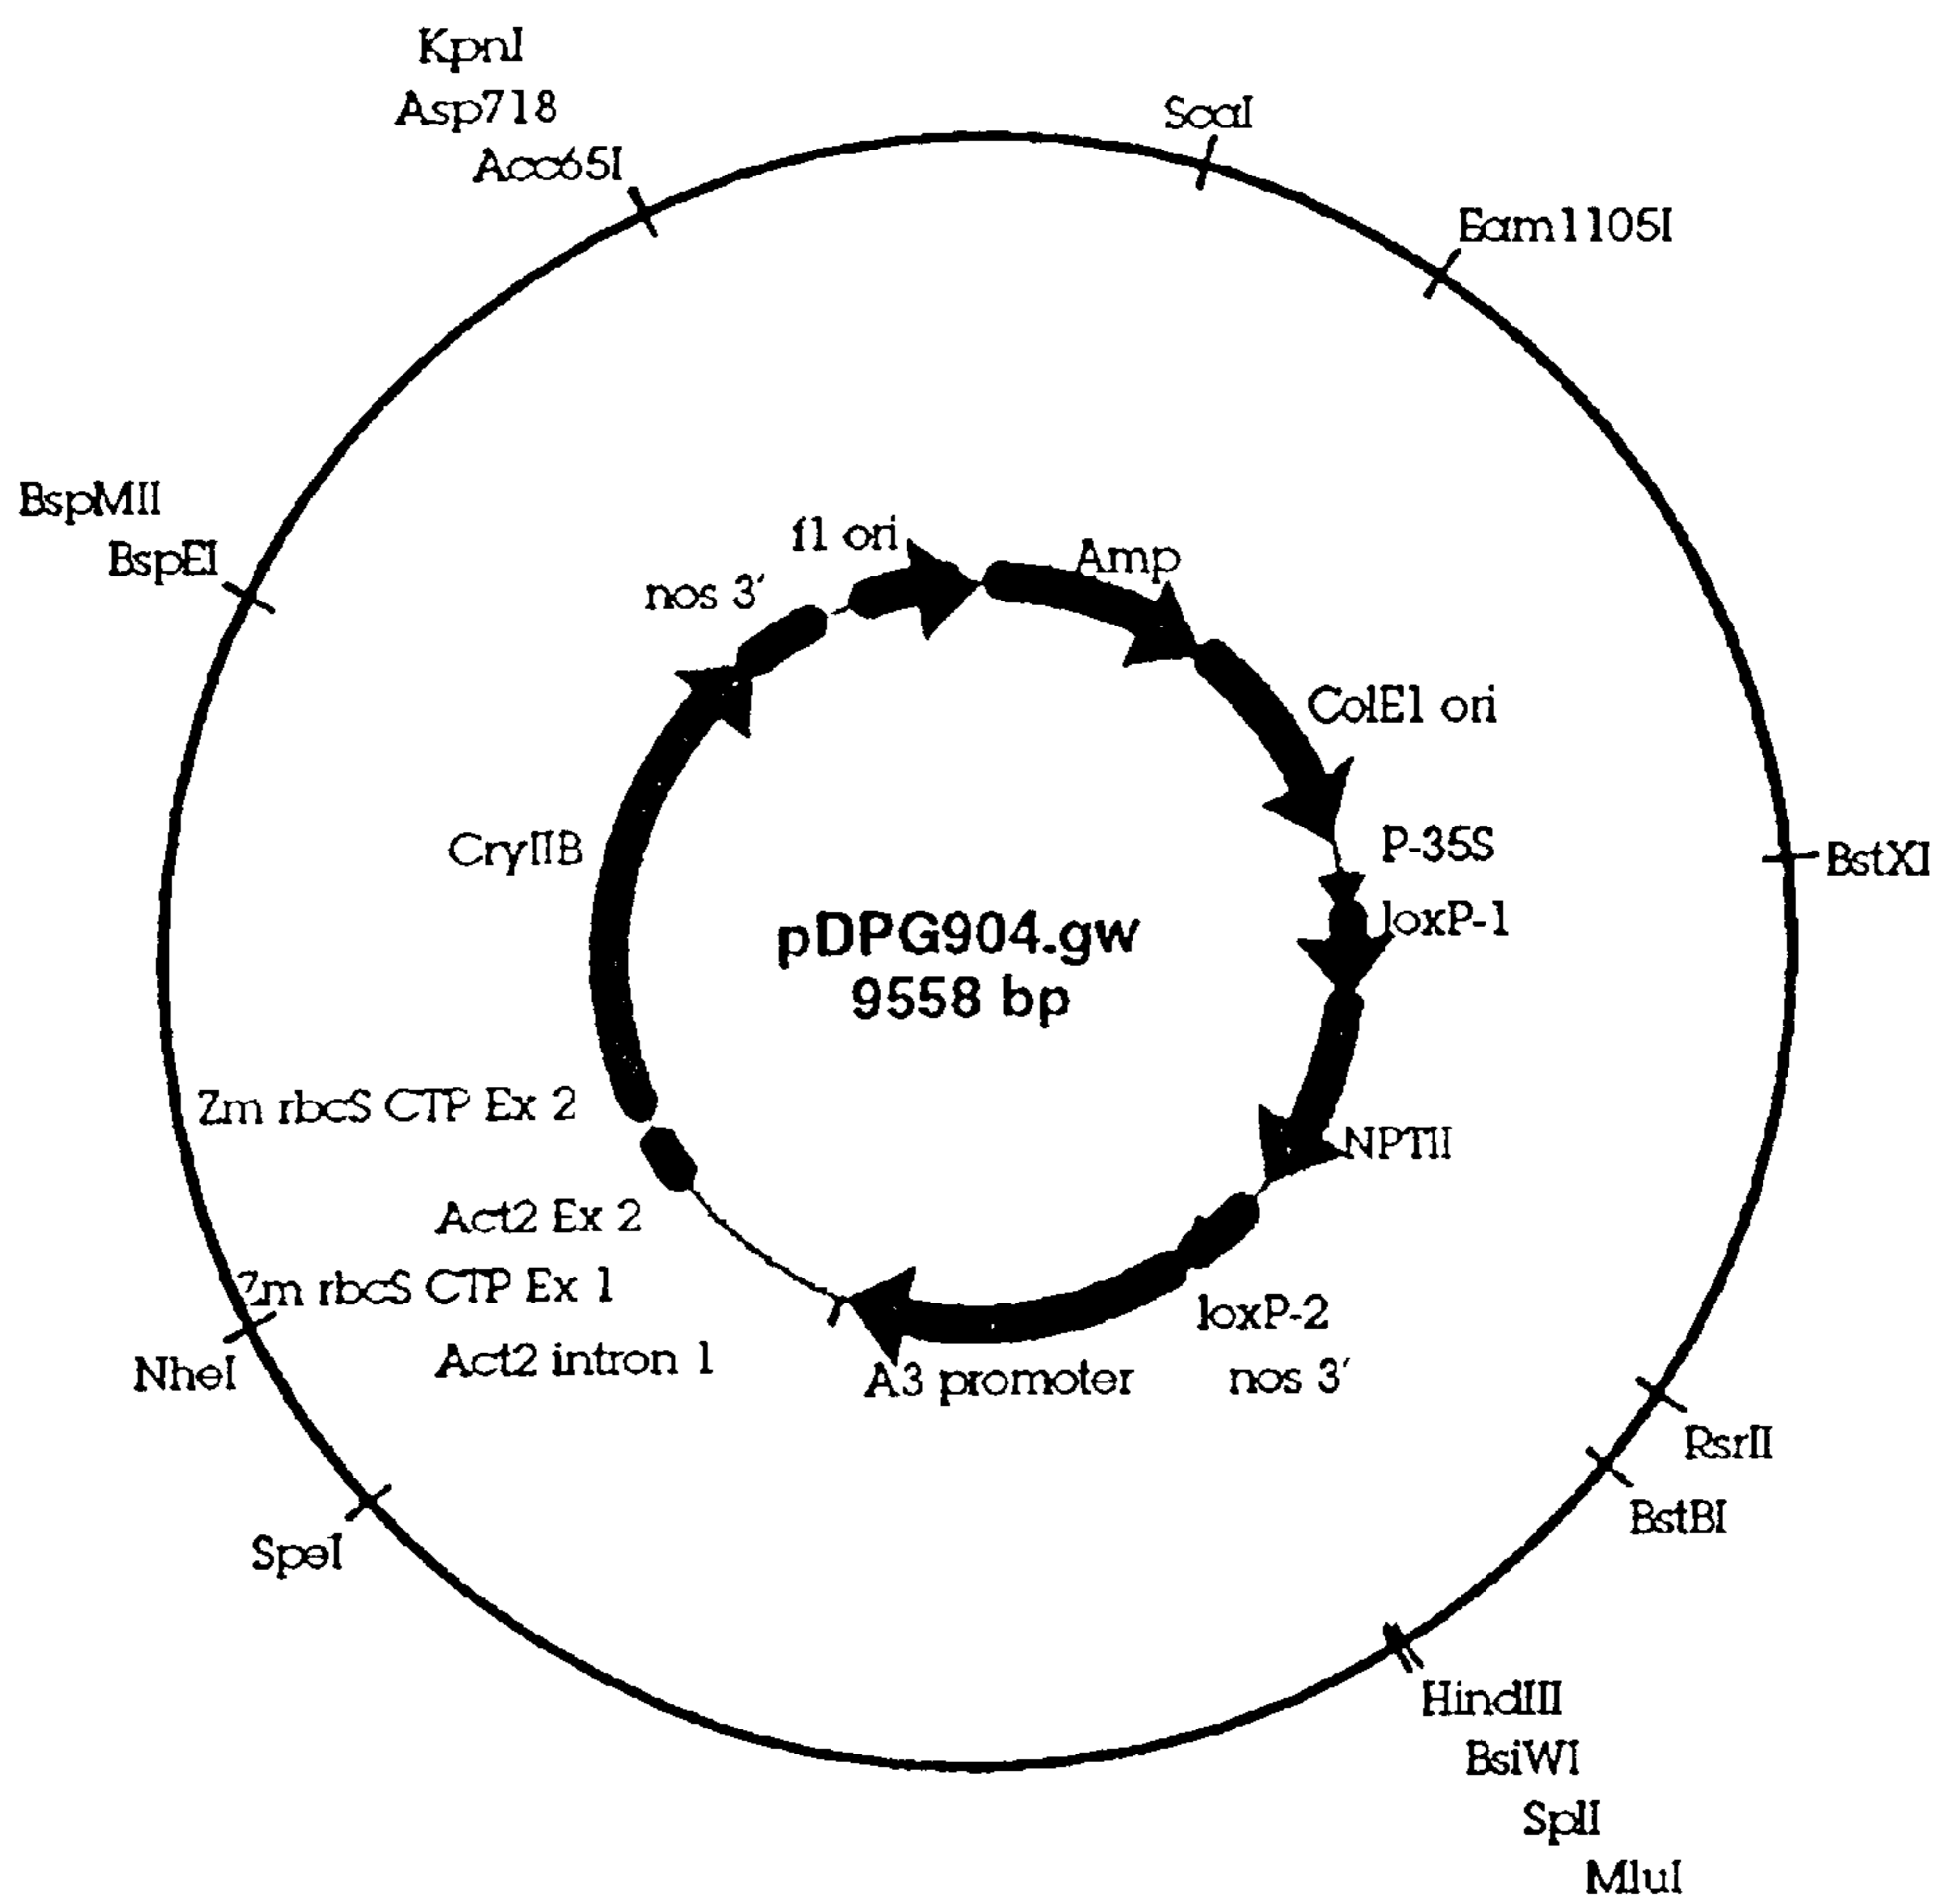 KpnI
Asp718
Acc65I
ScaI
Eam1105I
BspMII
BspEI
f1 ori
Amp
nos 3′
ColE1 ori
P-35S
BstXI
CryIIB
loxP-1
pDPG904.gw
9558 bp
Zm rbcS CTP Ex 2
NPTII
Act2 Ex 2
Zm rbcS CTP Ex 1
loxP-2
Act2 intron 1
NheI
A3 promoter
nos 3′
RsrII
BstBI
SpeI
HindIII
BsiWI
SplI
MluI